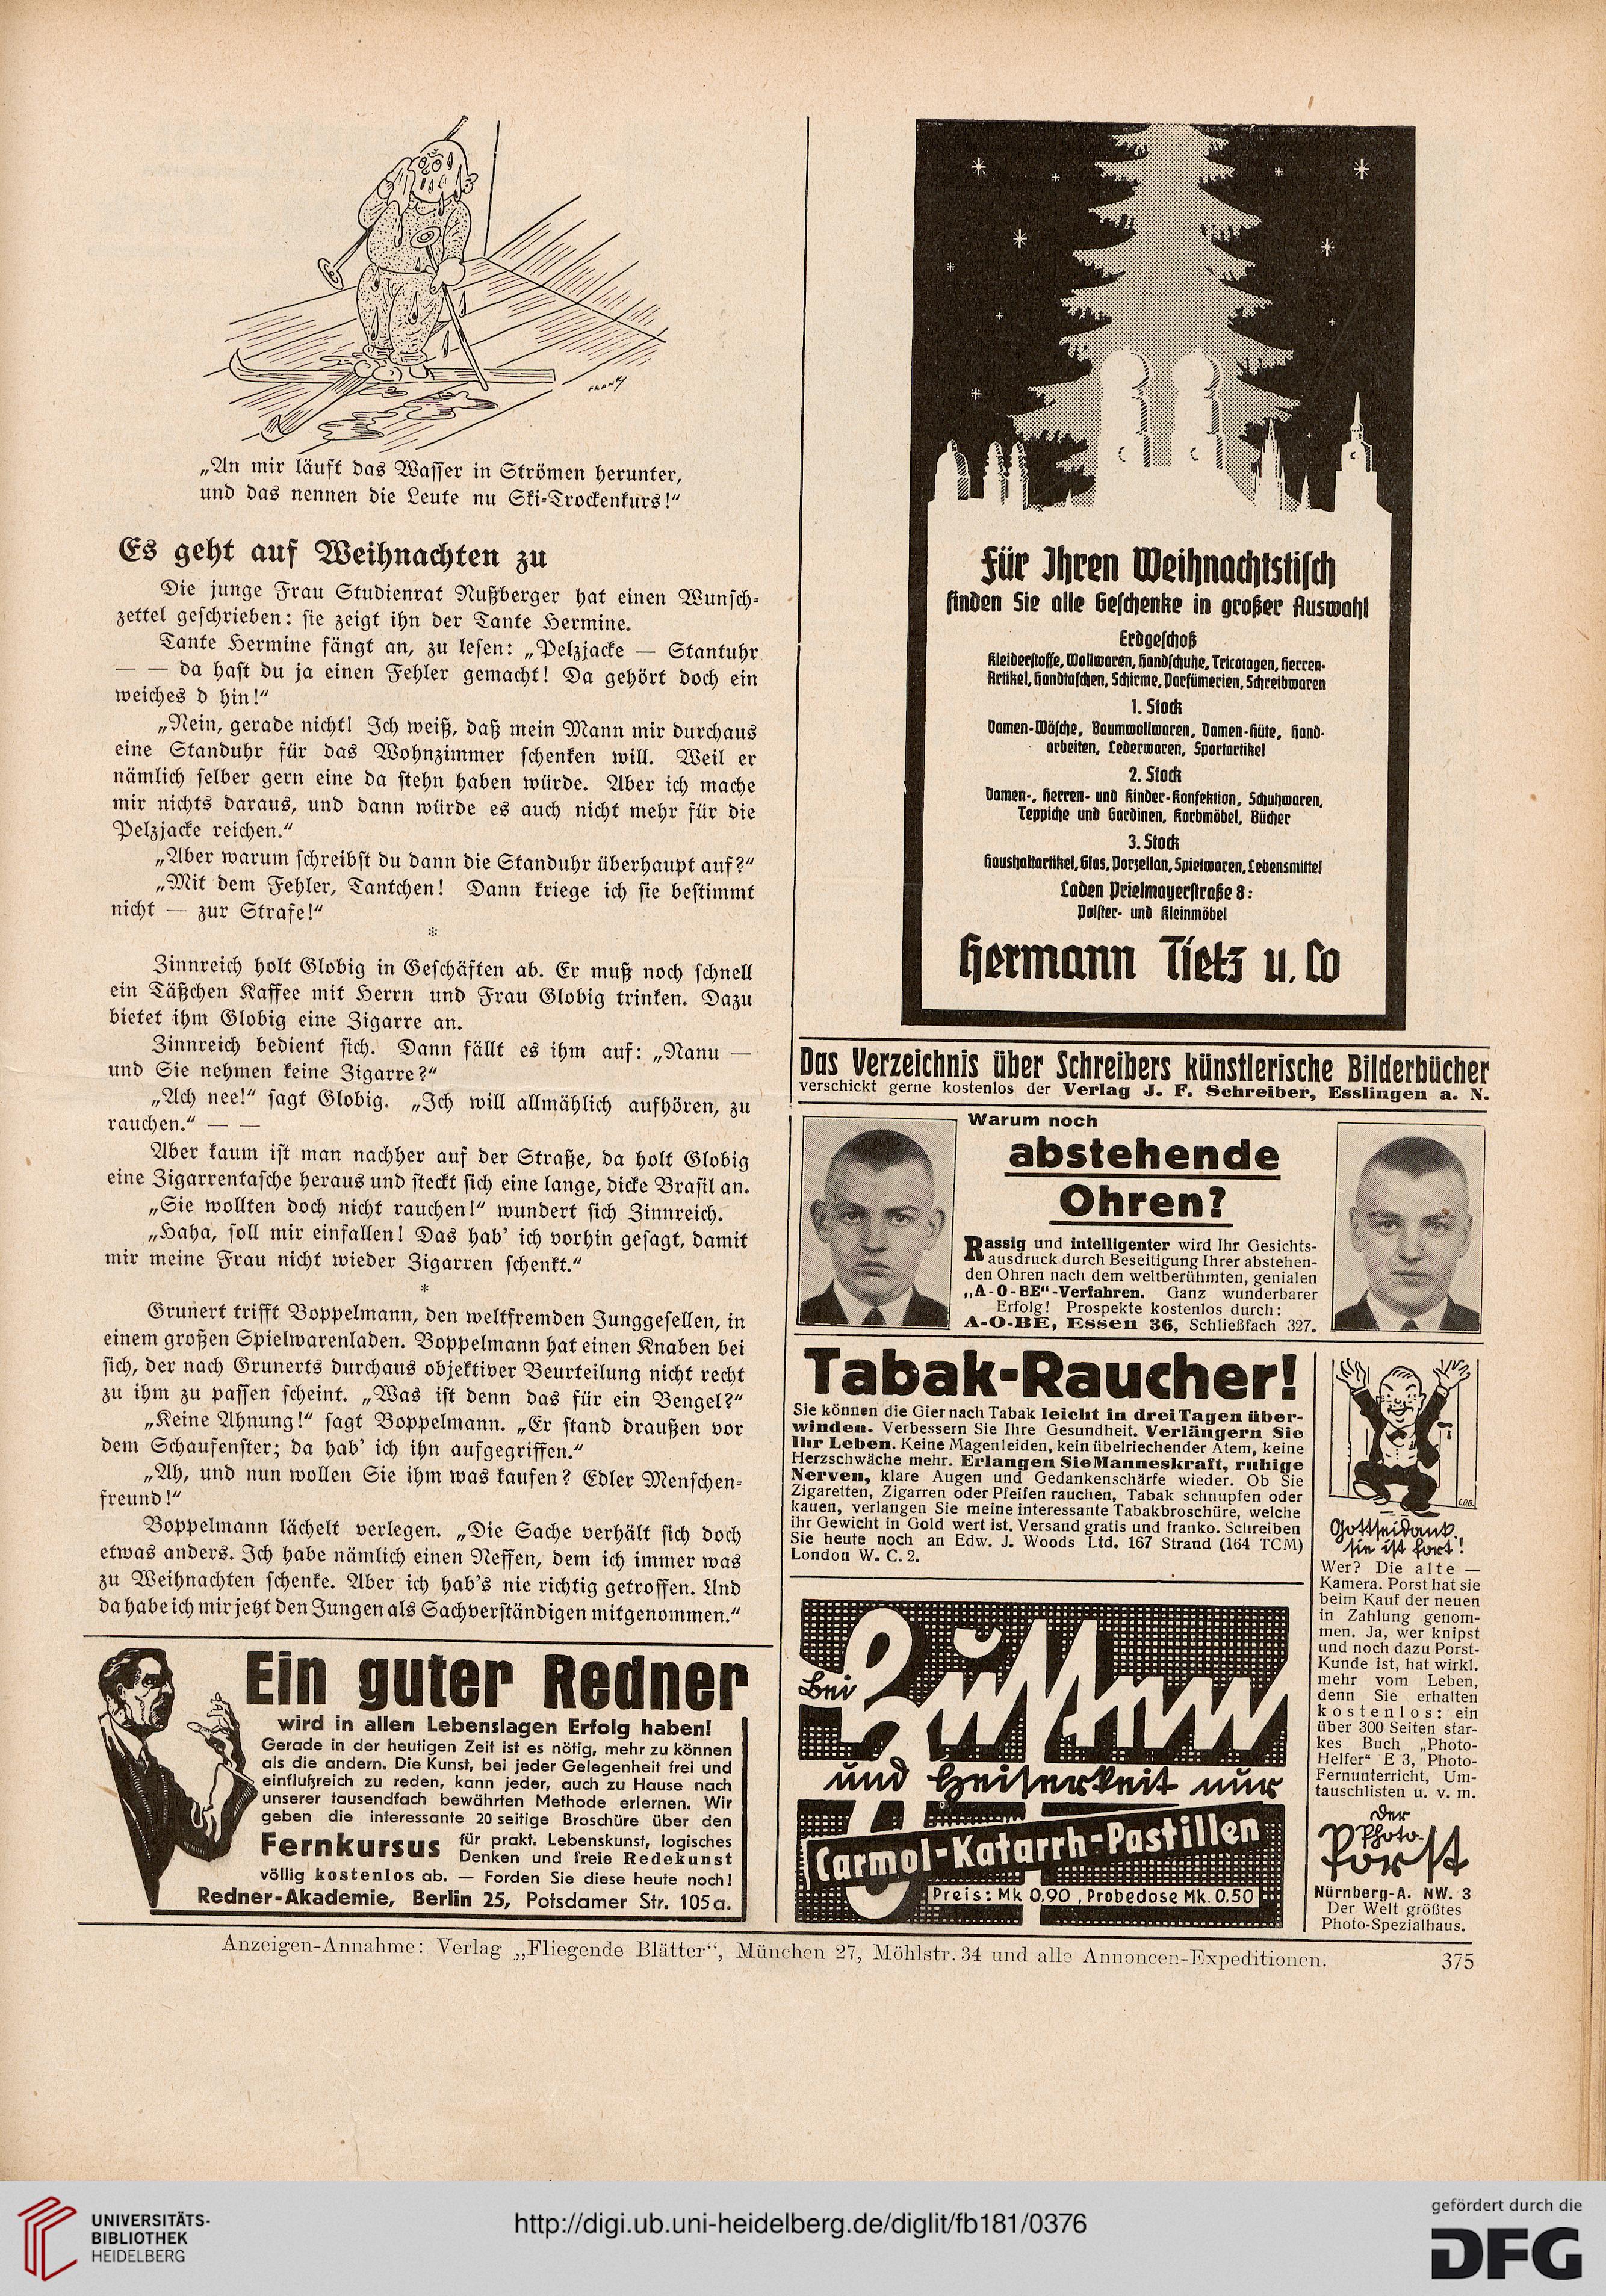 FRANKY
„An mir läuft das Wasser in Strömen herunter,
und das nennen die Leute nu Ski-Trockenkurs!“
Es geht auf Weihnachten zu
Die junge Frau Studienrat Nußberger hat einen Wunsch-
zettel geschrieben: sie zeigt ihn der Tante Hermine.
Tante Hermine fängt an, zu lesen: „Pelzjacke — Stantuhr
— — da hast du ja einen Fehler gemacht! Da gehört doch ein
weiches d hin!“
„Nein, gerade nicht! Ich weiß, daß mein Mann mir durchaus
eine Standuhr für das Wohnzimmer schenken will. Weil er
nämlich selber gern eine da stehn haben würde. Aber ich mache
mir nichts daraus, und dann würde es auch nicht mehr für die
Pelzjacke reichen.“
„Aber warum schreibst du dann die Standuhr überhaupt auf?“
„Mit dem Fehler, Tantchen! Dann kriege ich sie bestimmt
nicht — zur Strafe!“
*
Zinnreich holt Globig in Geschäften ab. Er muß noch schnell
ein Täßchen Kaffee mit Herrn und Frau Globig trinken. Dazu
bietet ihm Globig eine Zigarre an.
Zinnreich bedient sich. Dann fällt es ihm auf: „Nanu —
und Sie nehmen keine Zigarre?“
„Ach nee!“ sagt Globig. „Ich will allmählich aufhören, zu
rauchen.“ — —
Aber kaum ist man nachher auf der Straße, da holt Globig
eine Zigarrentasche heraus und steckt sich eine lange, dicke Brasil an.
„Sie wollten doch nicht rauchen!“ wundert sich Zinnreich.
„Haha, soll mir einfallen! Das hab' ich vorhin gesagt, damit
mir meine Frau nicht wieder Zigarren schenkt.“
*
Grunert trifft Boppelmann, den weltfremden Junggesellen, in
einem großen Spielwarenladen. Boppelmann hat einen Knaben bei
sich, der nach Grunerts durchaus objektiver Beurteilung nicht recht
zu ihm zu passen scheint. „Was ist denn das für ein Bengel?“
„Keine Ahnung!“ sagt Boppelmann. „Er stand draußen vor
dem Schaufenster; da hab' ich ihn aufgegriffen.“
„Ah, und nun wollen Sie ihm was kaufen? Edler Menschen-
freund!“
Boppelmann lächelt verlegen. „Die Sache verhält sich doch
etwas anders. Ich habe nämlich einen Neffen, dem ich immer was
zu Weihnachten schenke. Aber ich hab's nie richtig getroffen. Und
da habe ich mir jetzt den Jungen als Sachverständigen mitgenommen.“
Ein guter Redner
wird in allen Lebenslagen Erfolg haben!
Gerade in der heutigen Zeit ist es nötig, mehr zu können
als die andern. Die Kunst, bei jeder Gelegenheit frei und
einflußreich zu reden, kann jeder, auch zu Hause nach
unserer tausendfach bewährten Methode erlernen. Wir
geben die interessante 20 seitige Broschüre über den
Fernkursus für prakt. Lebenskunst, logisches
Denken und freie Redekunst
völlig kostenlos ab. — Forden Sie diese heute noch!
Redner-Akademie, Berlin 25, Potsdamer Str. 105a.
Für Ihren Weihnachtstisch
finden Sie alle Geschenke in großer Auswahl
Erdgeschoß
Kleiderstoffe, Wollwaren, Handschuhe, Tricotagen, Herren-
Artikel, Handtaschen, Schirme, Parfümerien, Schreibwaren
1. Stock
Damen-Wäsche, Baumwollwaren, Damen-Hüte, Hand-
arbeiten, Lederwaren, Sportartikel
2. Stock
Damen-, Herren- und Kinder-Konfektion, Schuhwaren,
Teppiche und Gardinen, Korbmöbel, Bücher
3. Stock
Haushaltartikel, Glas, Porzellan, Spielwaren, Lebensmittel
Laden Prielmayerstraße 8:
Polster- und Kleinmöbel
Hermann Tietz u. Co
Das Verzeichnis über Schreibers künstlerische Bilderbücher
verschickt gerne kostenlos der Verlag J. F. Schreiber, Esslingen a. N.
Warum noch
abstehende
Ohren?
Rassig und intelligenter wird Ihr Gesichts-
ausdruck durch Beseitigung Ihrer abstehen-
den Ohren nach dem weltberühmten, genialen
„A-O-BE“-Verfahren. Ganz wunderbarer
Erfolg! Prospekte kostenlos durch:
A-O-BE, Essen 36, Schließfach 327.
Tabak-Raucher!
Sie können die Gier nach Tabak leicht in drei Tagen über-
winden. Verbessern Sie Ihre Gesundheit. Verlängern Sie
Ihr Leben. Keine Magenleiden, kein übelriechender Atem, keine
Herzschwäche mehr. Erlangen Sie Manneskraft, ruhige
Nerven, klare Augen und Gedankenschärfe wieder. Ob Sie
Zigaretten, Zigarren oder Pfeifen rauchen, Tabak schnupfen oder
kauen, verlangen Sie meine interessante Tabakbroschüre, welche
ihr Gewicht in Gold wert ist. Versand gratis und franko. Schreiben
Sie heute noch an Edw. J. Woods Ltd. 167 Strand (164 TCM)
London W. C. 2.
Bei
Husten
und Heiserkeit nur
Carmol-Katarrh-Pastillen
Preis: Mk 0.90, Probedose Mk. 0.50
Gottseidank,
sie ist fort!
Wer? Die alte —
Kamera. Porst hat sie
beim Kauf der neuen
in Zahlung genom-
men. Ja, wer knipst
und noch dazu Porst-
Kunde ist, hat wirkl.
mehr vom Leben,
denn Sie erhalten
kostenlos: ein
über 300 Seiten star-
kes Buch „Photo-
Helfer“ E 3, Photo-
Fernunterricht, Um-
tauschlisten u. v. m.
Der
Photo-
Porst
Nürnberg-A. NW. 3
Der Welt größtes
Photo-Spezialhaus.
Anzeigen-Annahme: Verlag „Fliegende Blätter“, München 27, Möhlstr. 34 und alle Annoncen-Expeditionen.
375
UNIVERSITÄTS-
BIBLIOTHEK
HEIDELBERG
http://digi.ub.uni-heidelberg.de/diglit/fb181/0376
gefördert durch die
DFG